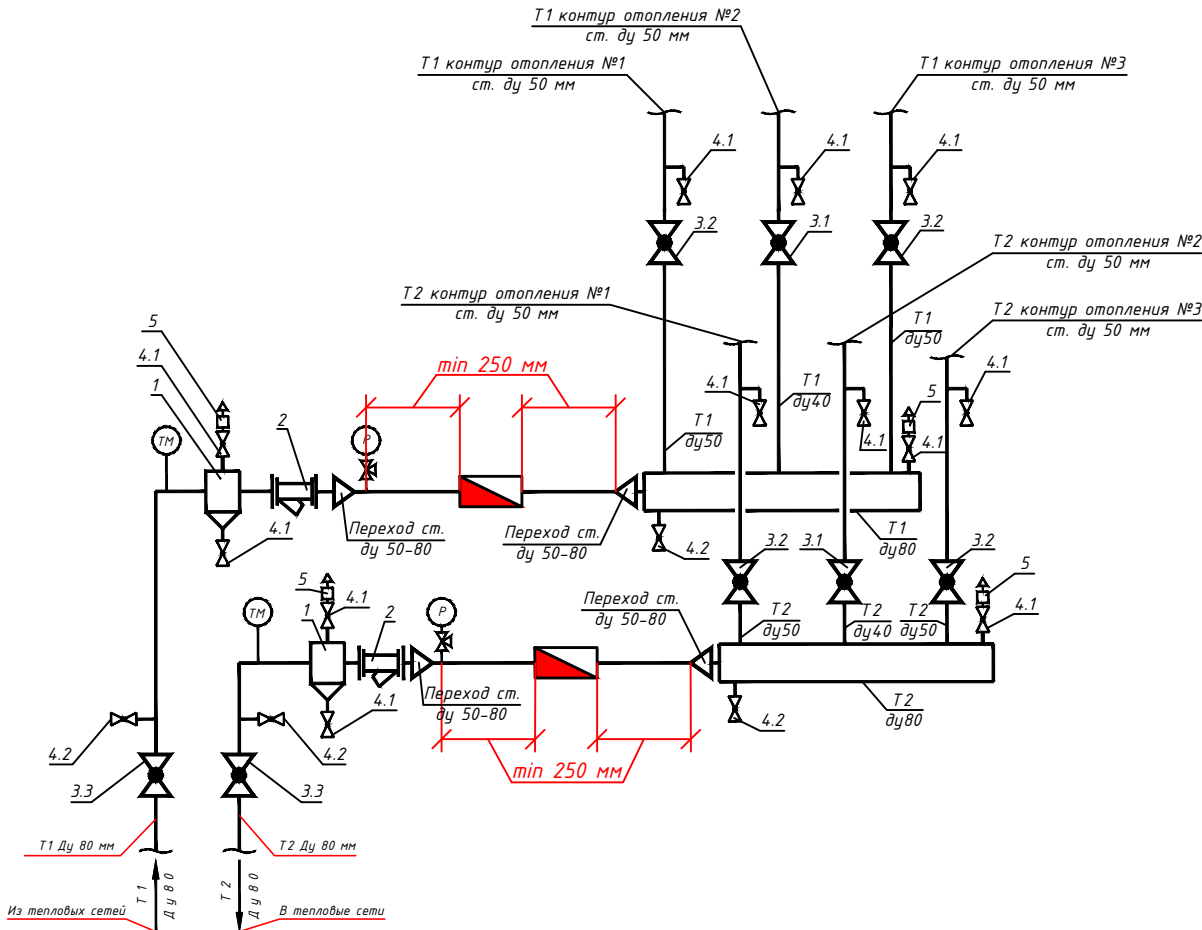 Т1 контур отопления №2
ст. ду 50 мм
Т1 контур отопления №1
ст. ду 50 мм
Т1 контур отопления №3
ст. ду 50 мм
4.1
4.1
4.1
3.2
3.1
3.2
Т2 контур отопления №2
ст. ду 50 мм
Т2 контур отопления №1
ст. ду 50 мм
Т2 контур отопления №3
ст. ду 50 мм
5
4.1
1
Т1
ду50
min 250 мм
4.1
Т1
ду40
4.1
5
2
ТМ
P
Т1
ду50
4.1
4.1
4.1
Переход ст.
ду 50-80
Переход ст.
ду 50-80
4.2
Т1
ду80
3.2
3.1
3.2
5
4.1
1
2
ТМ
P
Переход ст.
ду 50-80
Т2
ду50
Т2
ду40
Т2
ду50
5
4.1
4.1
Переход ст.
ду 50-80
4.2
Т2
ду80
4.2
4.2
min 250 мм
3.3
3.3
Т1 Ду 80 мм
Т2 Ду 80 мм
Т1
Ду80
Т2
Ду80
Из тепловых сетей
В тепловые сети